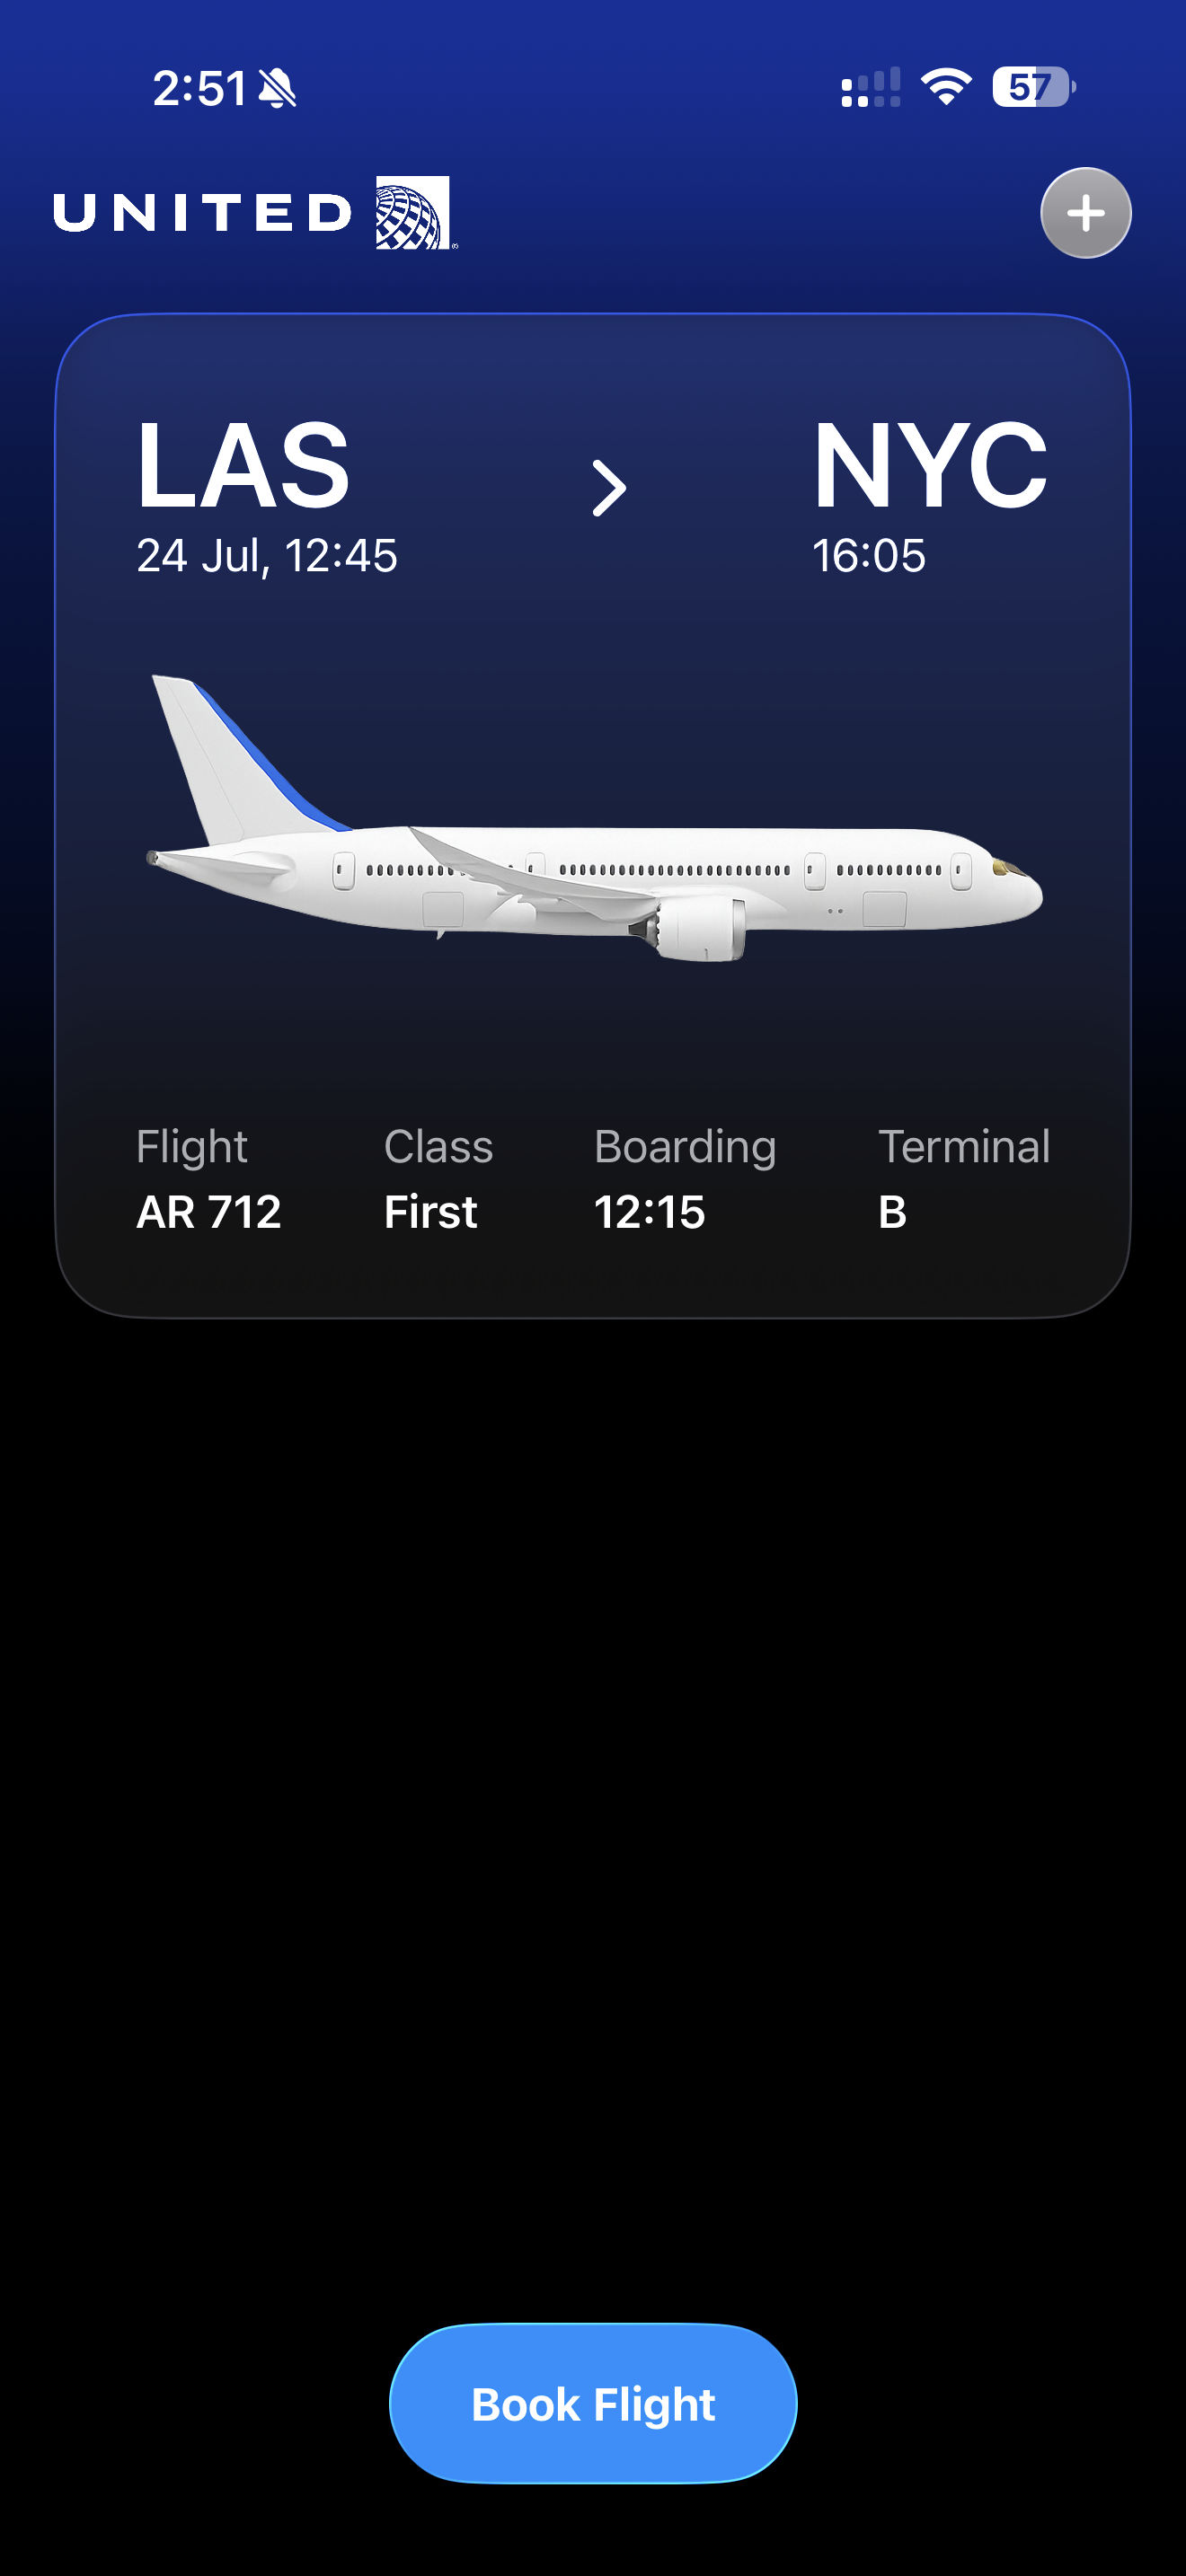 2:51
57
UNITED
LAS
NYC
24 Jul, 12:45
16:05
Flight
Class
Boarding
Terminal
AR 712
First
12:15
B
Book Flight